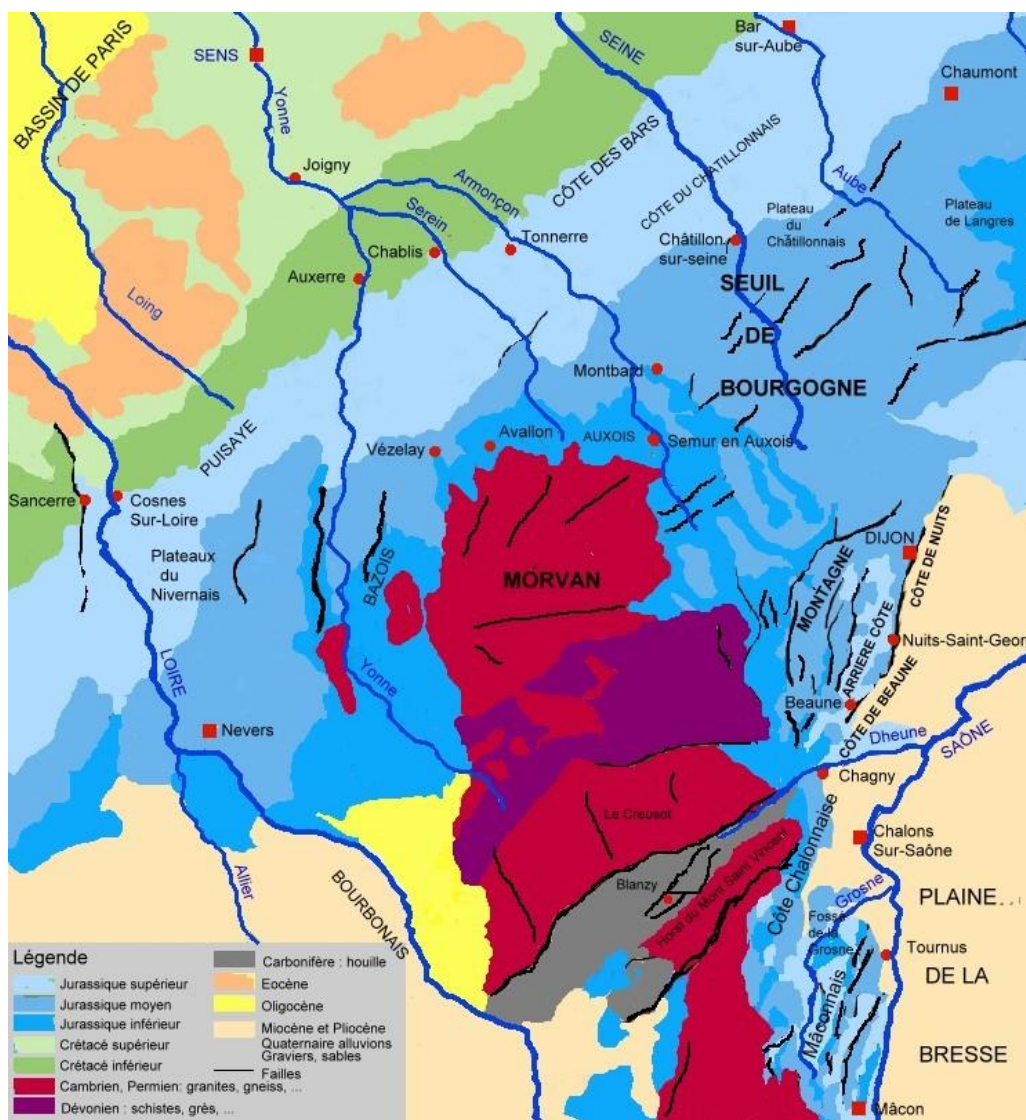 BASSIN DE PARIS
SENS
Yonne
SEINE
Bar
sur-Aube
Chaumont
Joigny
Armonçon
Serein
CÔTE DES BARS
CÔTE DU CHATILLONNAIS
Aube
Plateau
de Langres
Plateau
du
Châtillonnais
Chablis
Tonnerre
Châtillon
sur-seine
Auxerre
Loing
SEUIL
DE
BOURGOGNE
Montbard
PUISAYE
Vézelay
Avallon
AUXOIS
Semur en Auxois
Sancerre
Cosnes
Sur-Loire
Plateaux
du
Nivernais
BAZOIS
MORVAN
MONTAGNE
ARRIERE CÔTE
DIJON
CÔTE DE NUITS
Nuits-Saint-Geor
LOIRE
Yonne
Beaune
CÔTE DE BEAUNE
Nevers
Dheune
SAÔNE
Chagny
Le Creusot
Côte Chalonnaise
Chalons
Sur-Saône
Allier
BOURBONAIS
Blanzy
Horst du Mont Saint Vincent
Grosne
PLAINE
Fossé
de la
Grosne
Tournus
DE LA
Mâconnais
BRESSE
Mâcon
Légende
Jurassique supérieur
Jurassique moyen
Jurassique inférieur
Crétacé supérieur
Crétacé inférieur
Cambrien, Permien: granites, gneiss, ...
Dévonien : schistes, grès, ...
Carbonifère : houille
Eocène
Oligocène
Miocène et Pliocène
Quaternaire alluvions
Graviers, sables
Failles